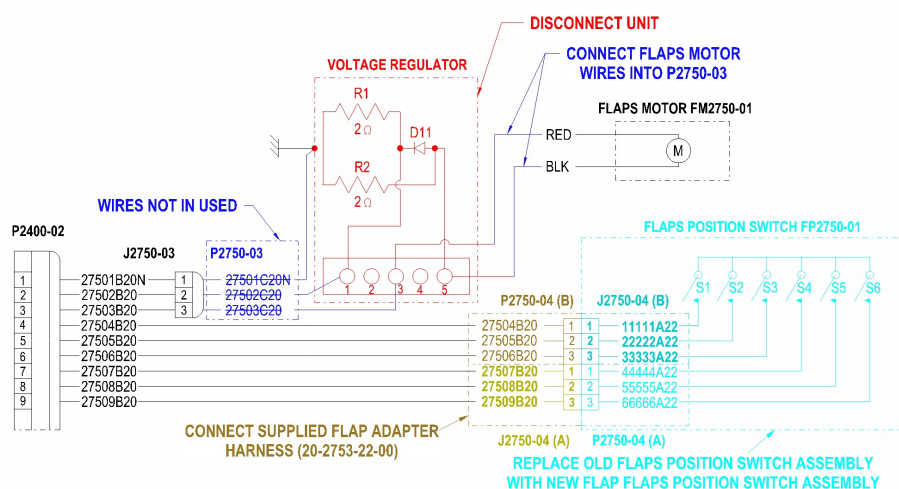 DISCONNECT UNIT
CONNECT FLAPS MOTOR
WIRES INTO P2750-03
VOLTAGE REGULATOR
R1
2 Ω
D11
R2
2 Ω
FLAPS MOTOR FM2750-01
RED
BLK
M
WIRES NOT IN USED
P2400-02
J2750-03
P2750-03
FLAPS POSITION SWITCH FP2750-01
1 27501B20N 1 27501C20N
2 27502B20 2 27502C20
3 27503B20 3 27503C20
1 2 3 4 5
S1 S2 S3 S4 S5 S6
P2750-04 (B) J2750-04 (B)
4 27504B20 27504B20 1 1 11111A22
5 27505B20 27505B20 2 2 22222A22
6 27506B20 27506B20 3 3 33333A22
7 27507B20 27507B20 1 1 44444A22
8 27508B20 27508B20 2 2 55555A22
9 27509B20 27509B20 3 3 66666A22
J2750-04 (A) P2750-04 (A)
CONNECT SUPPLIED FLAP ADAPTER
HARNESS (20-2753-22-00)
REPLACE OLD FLAPS POSITION SWITCH ASSEMBLY
WITH NEW FLAP FLAPS POSITION SWITCH ASSEMBLY